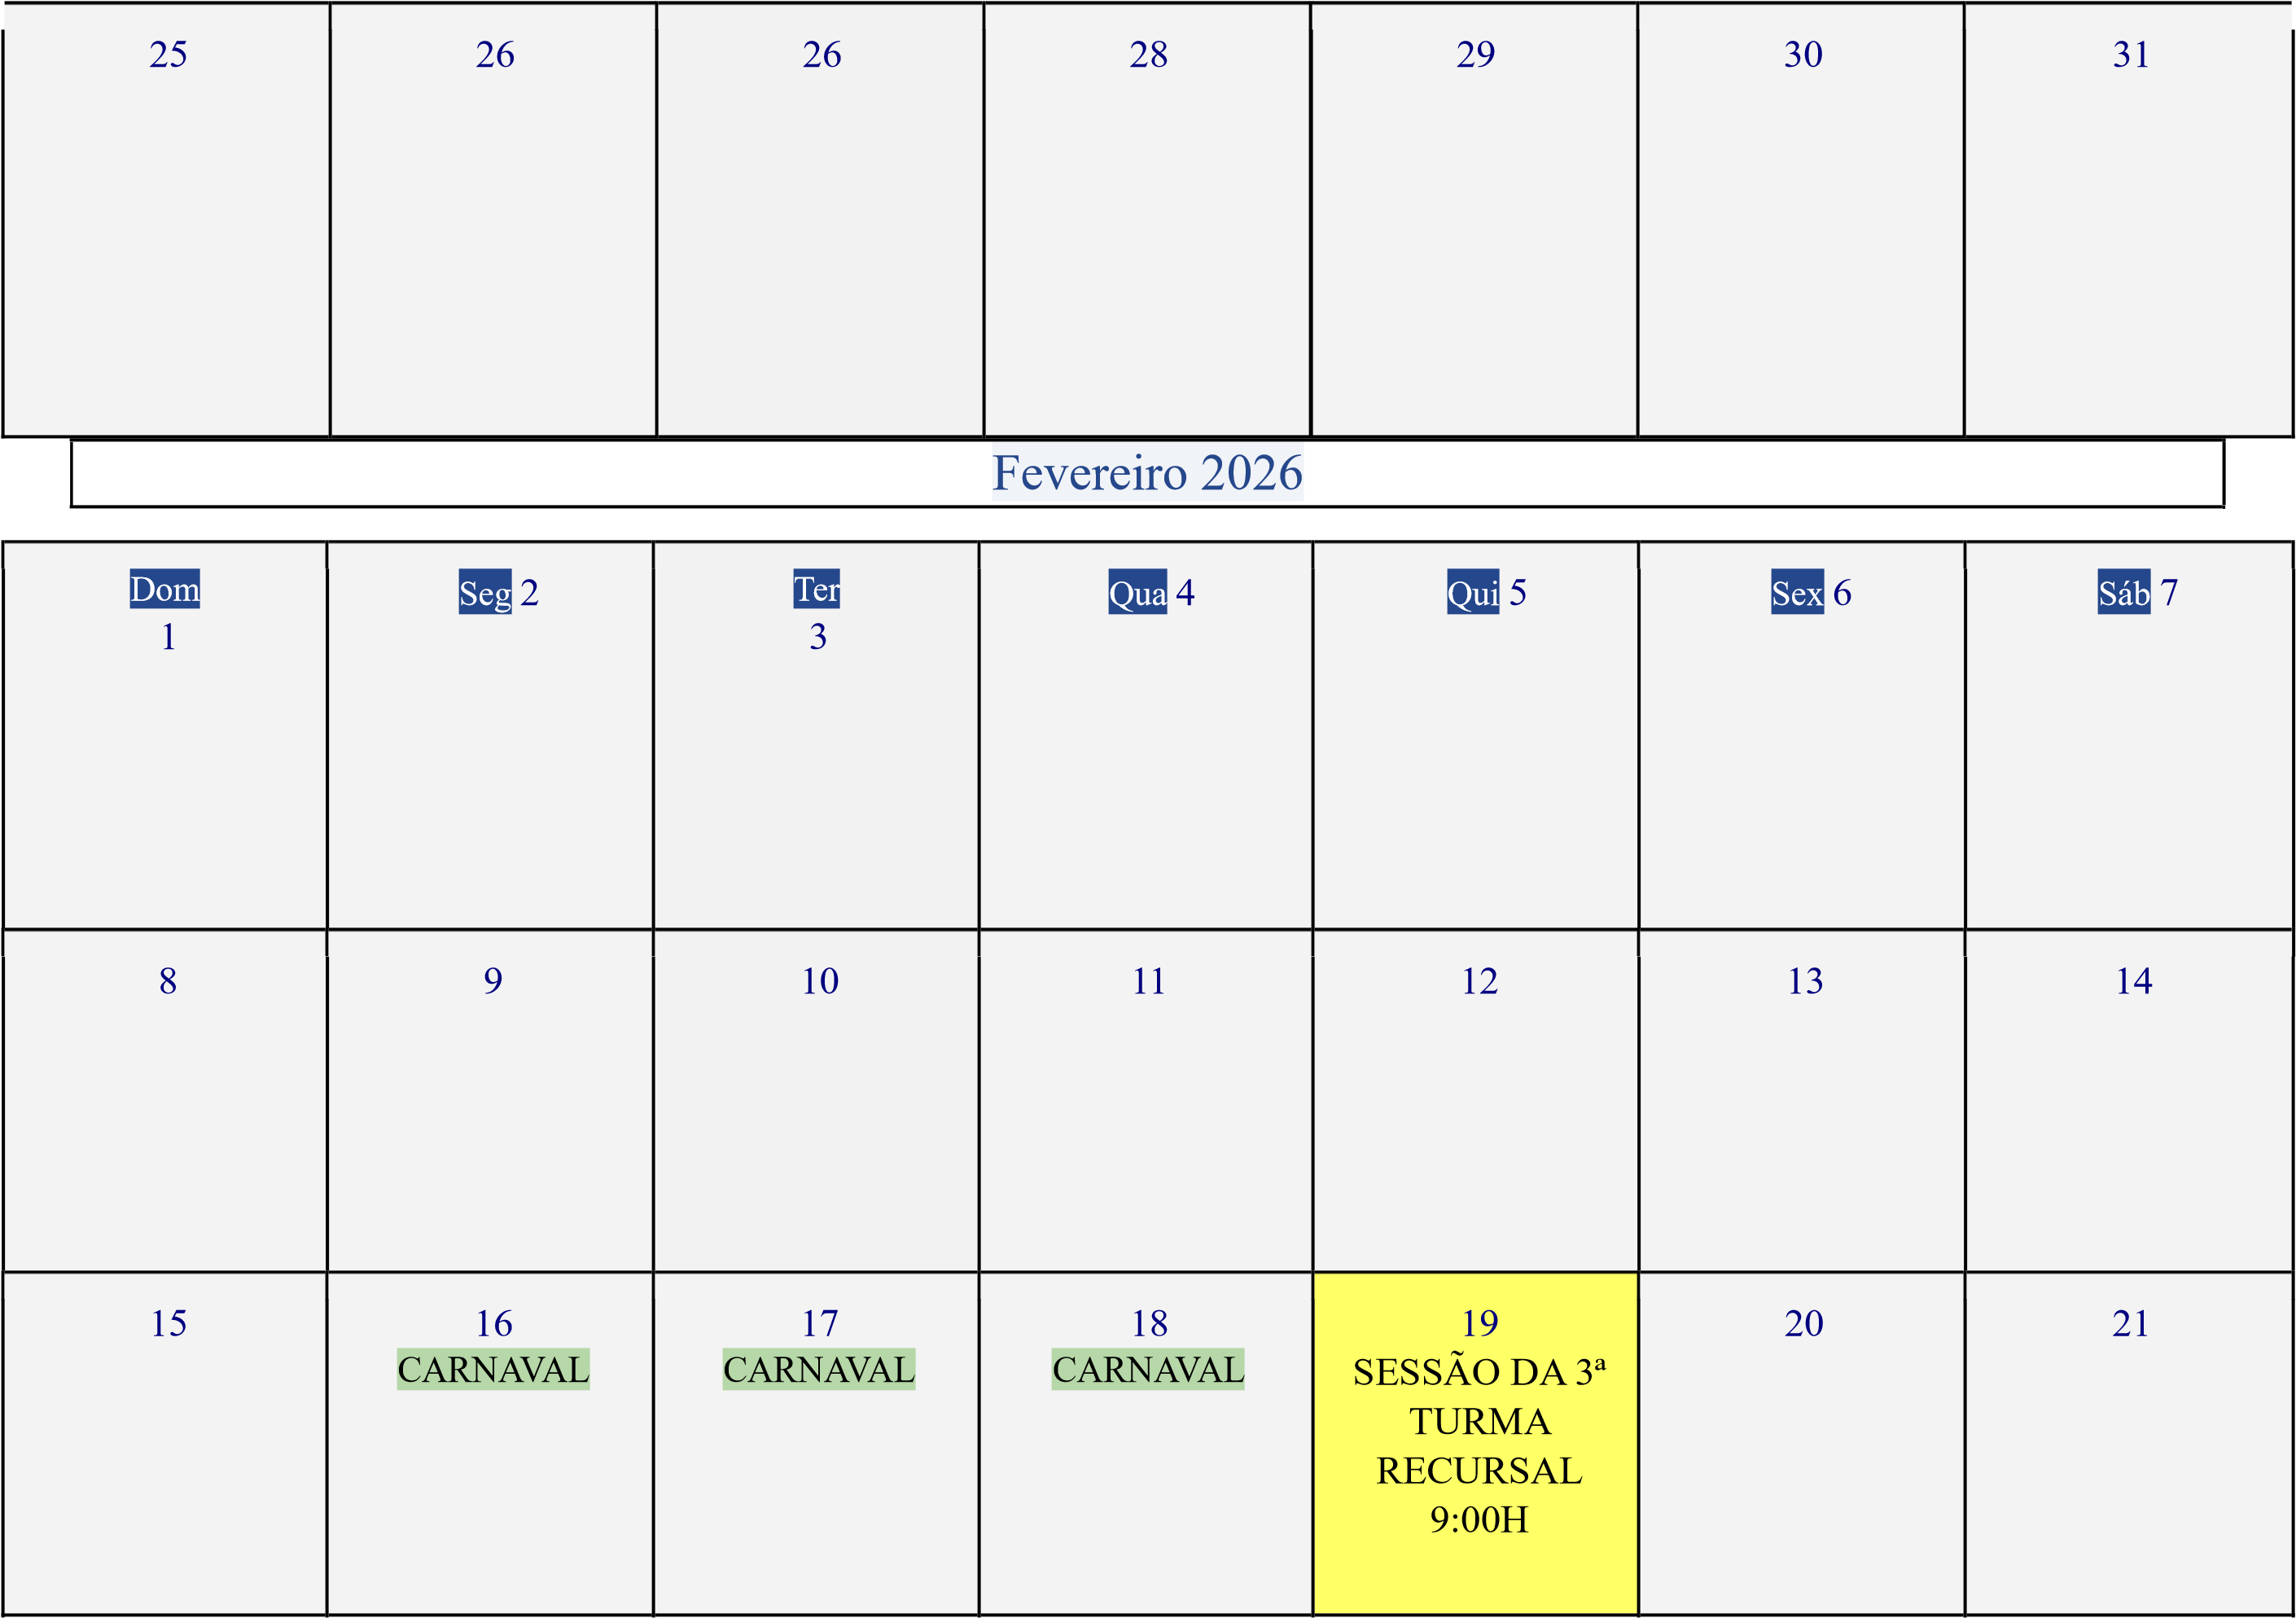 25 26 26 28 29 30 31
Fevereiro 2026
Dom Seg 2 Ter Qua 4 Qui 5 Sex 6 Sáb 7
1 3
8 9 10 11 12 13 14
15 16 17 18 19 20 21
CARNAVAL CARNAVAL CARNAVAL SESSÃO DA 3ª
TURMA
RECURSAL
9:00H